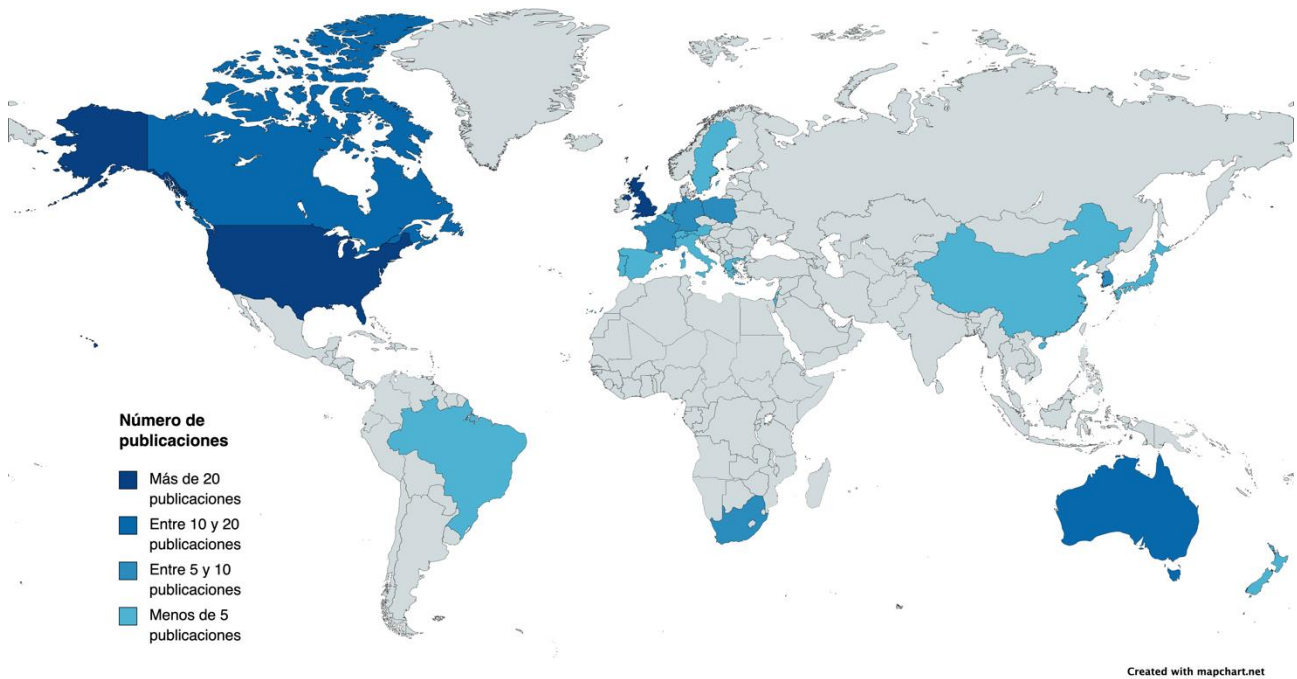 Número de
publicaciones
Más de 20
publicaciones
Entre 10 y 20
publicaciones
Entre 5 y 10
publicaciones
Menos de 5
publicaciones
Created with mapchart.net